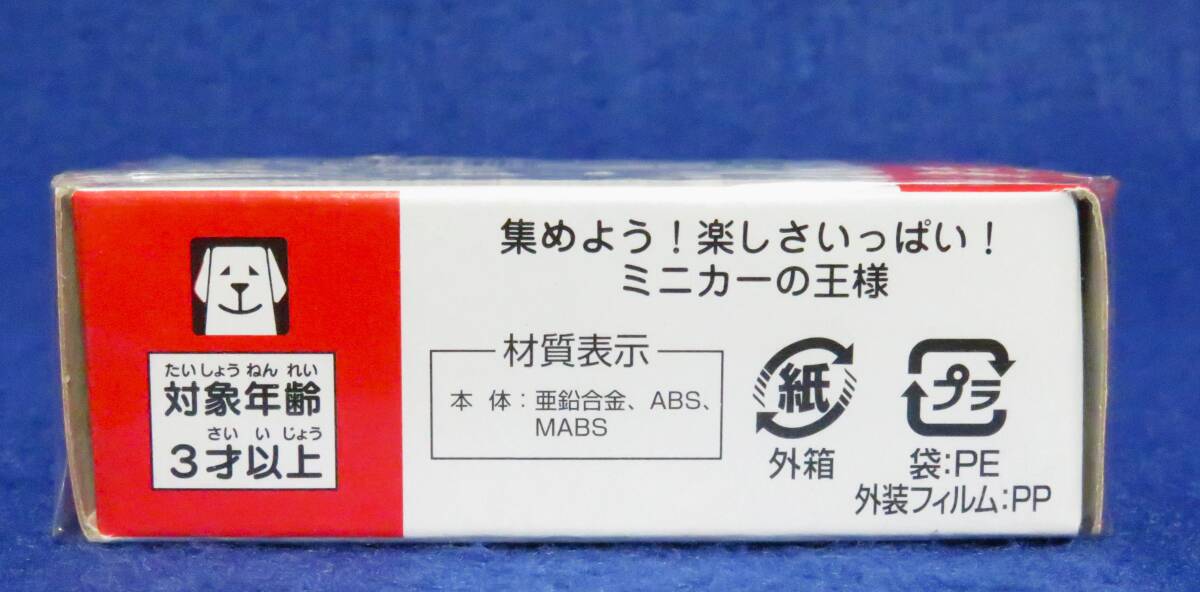 たいしょうねんれい
対象年齢
さいいじょう
3才以上
集めよう!楽しさいっぱい!
ミニカーの王様
材質表示
本体:亜鉛合金、ABS、
MABS
紙
外箱
プラ
袋:PE
外装フィルム:PP